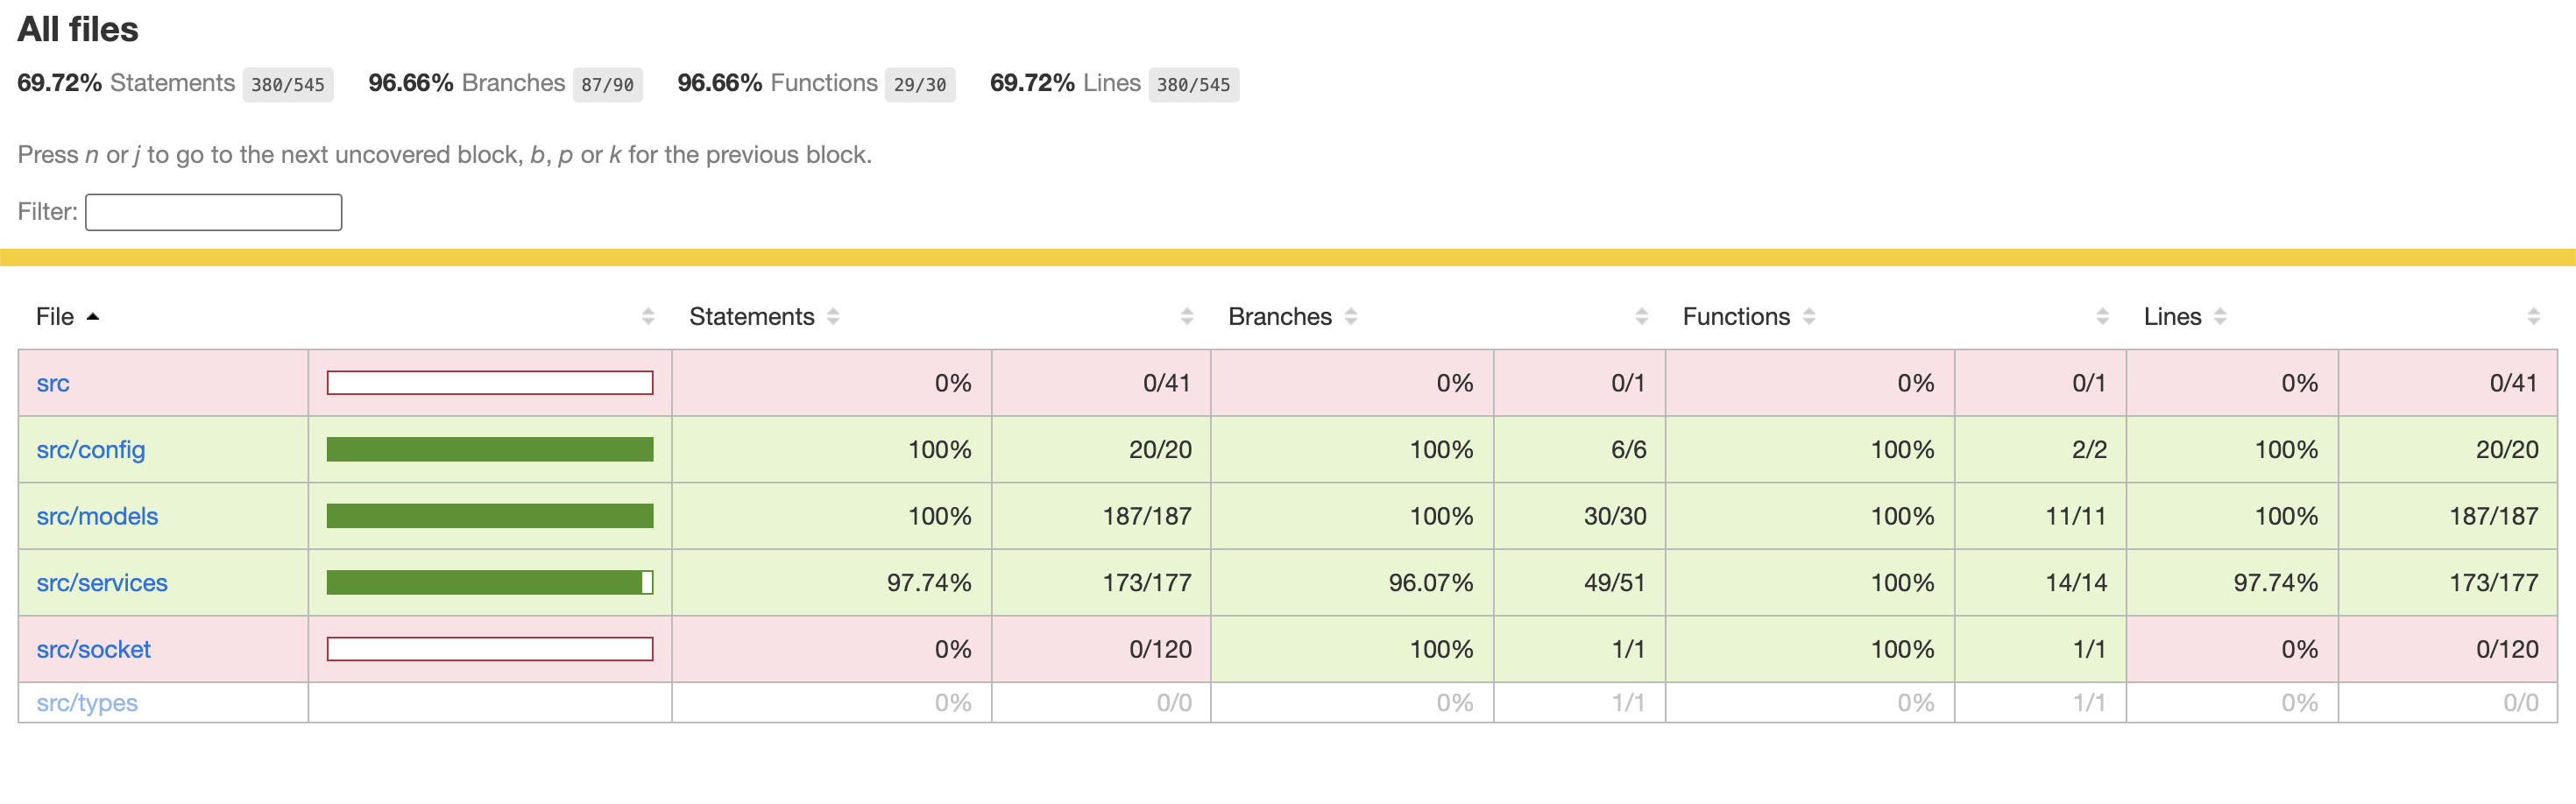 All files
69.72% Statements 380/545 96.66% Branches 87/90 96.66% Functions 29/30 69.72% Lines 380/545
Press n or j to go to the next uncovered block, b, p or k for the previous block.
Filter:
File Statements Branches Functions Lines
src 0% 0/41 0% 0/1 0% 0/1 0% 0/41
src/config 100% 20/20 100% 6/6 100% 2/2 100% 20/20
src/models 100% 187/187 100% 30/30 100% 11/11 100% 187/187
src/services 97.74% 173/177 96.07% 49/51 100% 14/14 97.74% 173/177
src/socket 0% 0/120 100% 1/1 100% 1/1 0% 0/120
src/types 0% 0/0 0% 1/1 0% 1/1 0% 0/0